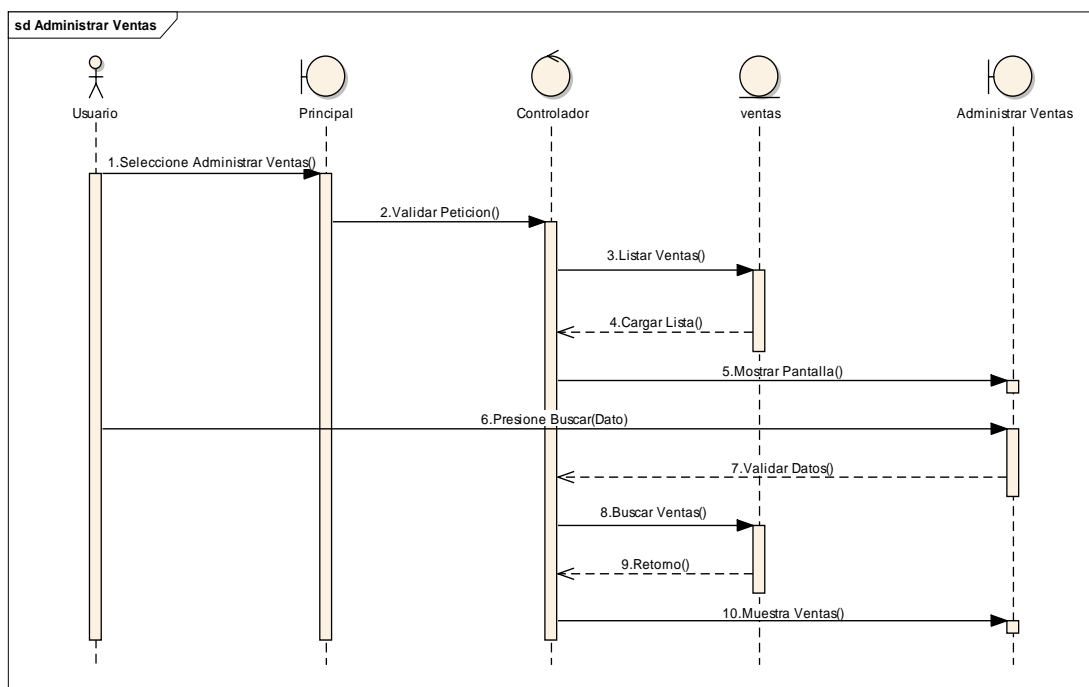 sd Administrar Ventas
Usuario
Principal
Controlador
ventas
Administrar Ventas
1.Seleccione Administrar Ventas()
2.Validar Peticion()
3.Listar Ventas()
4.Cargar Lista()
5.Mostrar Pantalla()
6.Presione Buscar(Dato)
7.Validar Datos()
8.Buscar Ventas()
9.Retorno()
10.Muestra Ventas()